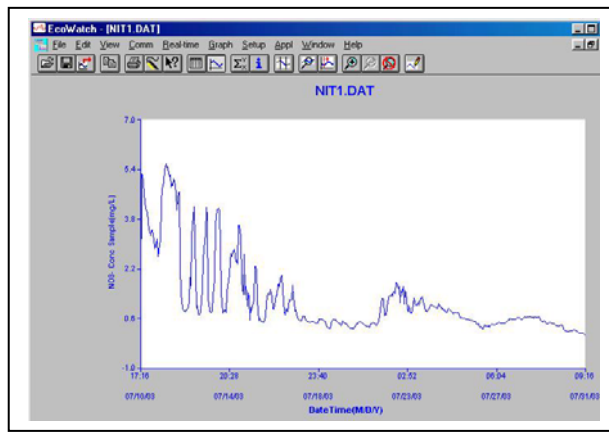 EcoWatch - [NIT1.DAT]
File Edit View Comm Real-time Graph Setup Appl Window Help
NIT1.DAT
7.0
5.4
3.8
2.2
0.6
-1.0
NO3- Conc Sample(mg/L)
17:16 20:28 23:40 02:52 06:04 09:16
07/10/03 07/14/03 07/18/03 07/23/03 07/27/03 07/31/03
DateTime(M/D/Y)